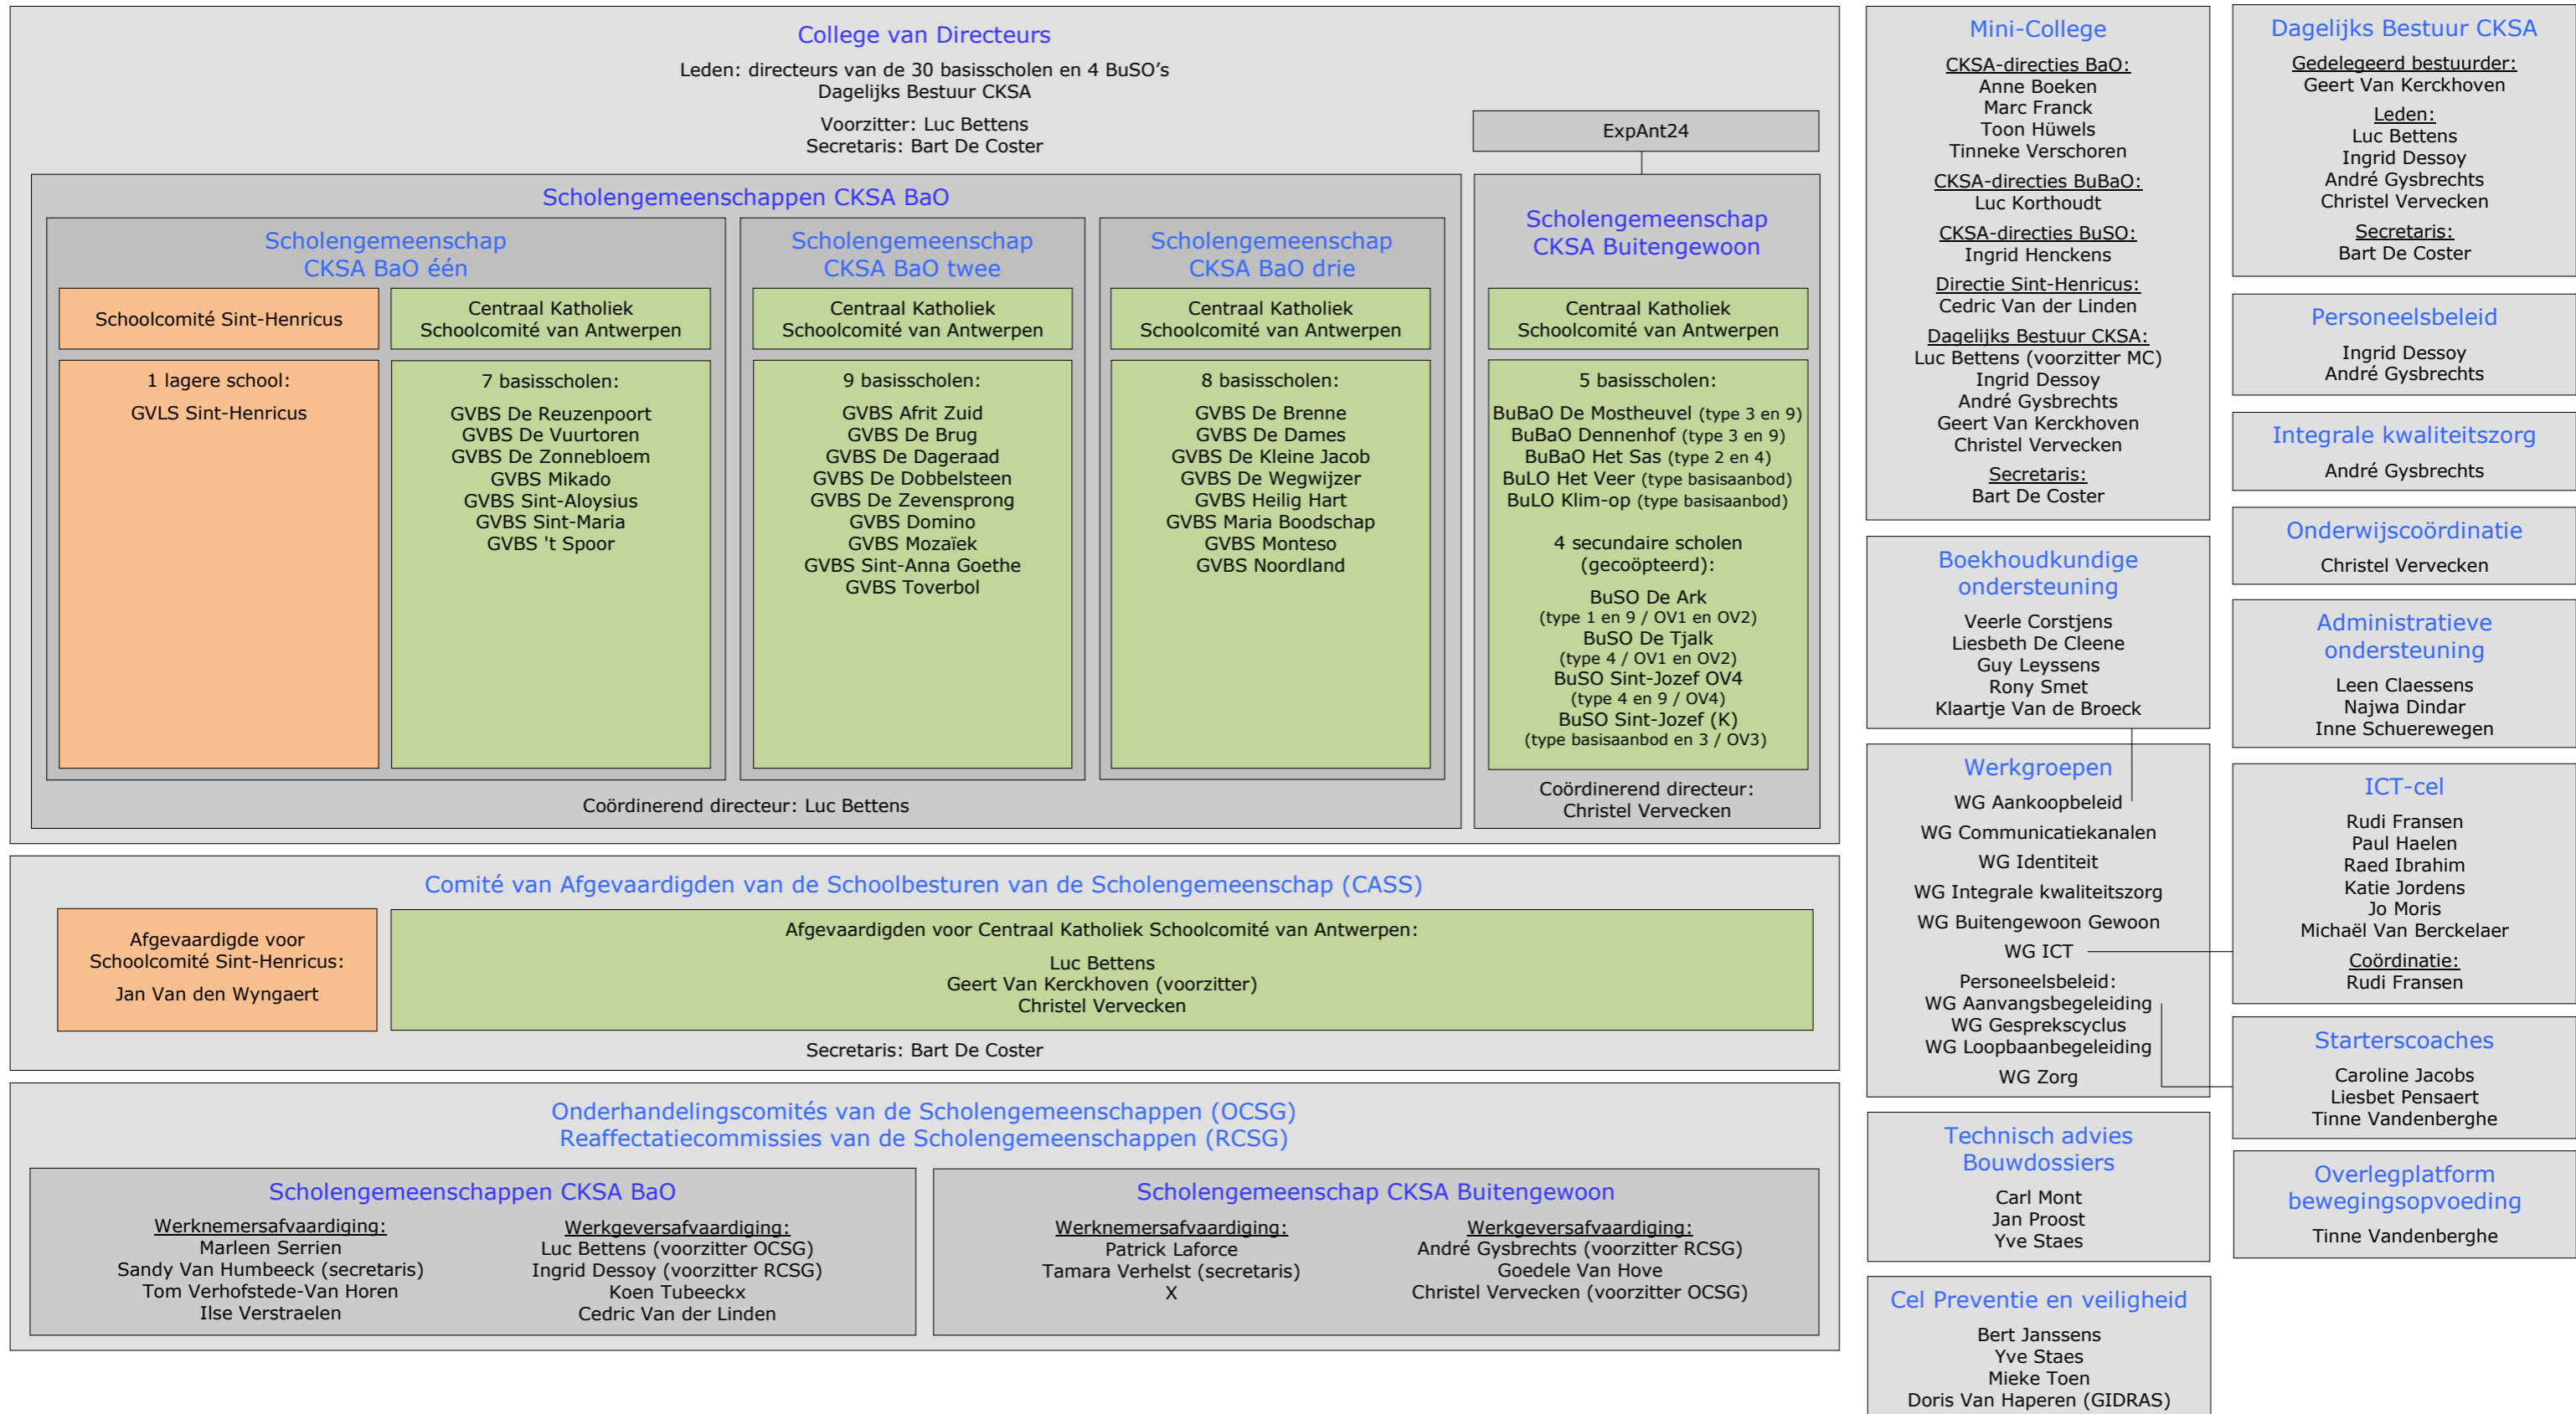 College van Directeurs
Leden: directeurs van de 30 basisscholen en 4 BuSO's
Dagelijks Bestuur CKSA
Voorzitter: Luc Bettens
Secretaris: Bart De Coster
ExpAnt24
Scholengemeenschappen CKSA BaO
Scholengemeenschap
CKSA BaO één
Schoolcomité Sint-Henricus
1 lagere school:
GVLS Sint-Henricus
Centraal Katholiek
Schoolcomité van Antwerpen
7 basisscholen:
GVBS De Reuzenpoort
GVBS De Vuurtoren
GVBS De Zonnebloem
GVBS Mikado
GVBS Sint-Aloysius
GVBS Sint-Maria
GVBS 't Spoor
Scholengemeenschap
CKSA BaO twee
Centraal Katholiek
Schoolcomité van Antwerpen
9 basisscholen:
GVBS Afrit Zuid
GVBS De Brug
GVBS De Dageraad
GVBS De Dobbelsteen
GVBS De Zevensprong
GVBS Domino
GVBS Mozaïek
GVBS Sint-Anna Goethe
GVBS Toverbol
Scholengemeenschap
CKSA BaO drie
Centraal Katholiek
Schoolcomité van Antwerpen
8 basisscholen:
GVBS De Brenne
GVBS De Dames
GVBS De Kleine Jacob
GVBS De Wegwijzer
GVBS Heilig Hart
GVBS Maria Boodschap
GVBS Monteso
GVBS Noordland
Coördinerend directeur: Luc Bettens
Scholengemeenschap
CKSA Buitengewoon
Centraal Katholiek
Schoolcomité van Antwerpen
5 basisscholen:
BuBaO De Mostheuvel (type 3 en 9)
BuBaO Dennenhof (type 3 en 9)
BuBaO Het Sas (type 2 en 4)
BuLO Het Veer (type basisaanbod)
BuLO Klim-op (type basisaanbod)
4 secundaire scholen
(gecoöpteerd):
BuSO De Ark
(type 1 en 9 / OV1 en OV2)
BuSO De Tjalk
(type 4 / OV1 en OV2)
BuSO Sint-Jozef OV4
(type 4 en 9 / OV4)
BuSO Sint-Jozef (K)
(type basisaanbod en 3 / OV3)
Coördinerend directeur:
Christel Vervecken
Comité van Afgevaardigden van de Schoolbesturen van de Scholengemeenschap (CASS)
Afgevaardigde voor
Schoolcomité Sint-Henricus:
Jan Van den Wyngaert
Afgevaardigden voor Centraal Katholiek Schoolcomité van Antwerpen:
Luc Bettens
Geert Van Kerckhoven (voorzitter)
Christel Vervecken
Secretaris: Bart De Coster
Onderhandelingscomités van de Scholengemeenschappen (OCSG)
Reaffectatiecommissies van de Scholengemeenschappen (RCSG)
Scholengemeenschappen CKSA BaO
Werknemersafvaardiging:
Marleen Serrien
Sandy Van Humbeeck (secretaris)
Tom Verhofstede-Van Horen
Ilse Verstraelen
Werkgeversafvaardiging:
Luc Bettens (voorzitter OCSG)
Ingrid Dessoy (voorzitter RCSG)
Koen Tubeeckx
Cedric Van der Linden
Scholengemeenschap CKSA Buitengewoon
Werknemersafvaardiging:
Patrick Laforce
Tamara Verhelst (secretaris)
X
Werkgeversafvaardiging:
André Gysbrechts (voorzitter RCSG)
Goedele Van Hove
Christel Vervecken (voorzitter OCSG)
Mini-College
CKSA-directies BaO:
Anne Boeken
Marc Franck
Toon Hüwels
Tinneke Verschoren
CKSA-directies BuBaO:
Luc Korthoudt
CKSA-directies BuSO:
Ingrid Henckens
Directie Sint-Henricus:
Cedric Van der Linden
Dagelijks Bestuur CKSA:
Luc Bettens (voorzitter MC)
Ingrid Dessoy
André Gysbrechts
Geert Van Kerckhoven
Christel Vervecken
Secretaris:
Bart De Coster
Boekhoudkundige
ondersteuning
Veerle Corstjens
Liesbeth De Cleene
Guy Leyssens
Rony Smet
Klaartje Van de Broeck
Werkgroepen
WG Aankoopbeleid
WG Communicatiekanalen
WG Identiteit
WG Integrale kwaliteitszorg
WG Buitengewoon Gewoon
WG ICT
Personeelsbeleid:
WG Aanvangsbegeleiding
WG Gesprekscyclus
WG Loopbaanbegeleiding
WG Zorg
Technisch advies
Bouwdossiers
Carl Mont
Jan Proost
Yve Staes
Cel Preventie en veiligheid
Bert Janssens
Yve Staes
Mieke Toen
Doris Van Haperen (GIDRAS)
Dagelijks Bestuur CKSA
Gedelegeerd bestuurder:
Geert Van Kerckhoven
Leden:
Luc Bettens
Ingrid Dessoy
André Gysbrechts
Christel Vervecken
Secretaris:
Bart De Coster
Personeelsbeleid
Ingrid Dessoy
André Gysbrechts
Integrale kwaliteitszorg
André Gysbrechts
Onderwijscoördinatie
Christel Vervecken
Administratieve
ondersteuning
Leen Claessens
Najwa Dindar
Inne Schuerewegen
ICT-cel
Rudi Fransen
Paul Haelen
Raed Ibrahim
Katie Jordens
Jo Moris
Michaël Van Berckelaer
Coördinatie:
Rudi Fransen
Starterscoaches
Caroline Jacobs
Liesbet Pensaert
Tinne Vandenberghe
Overlegplatform
bewegingsopvoeding
Tinne Vandenberghe